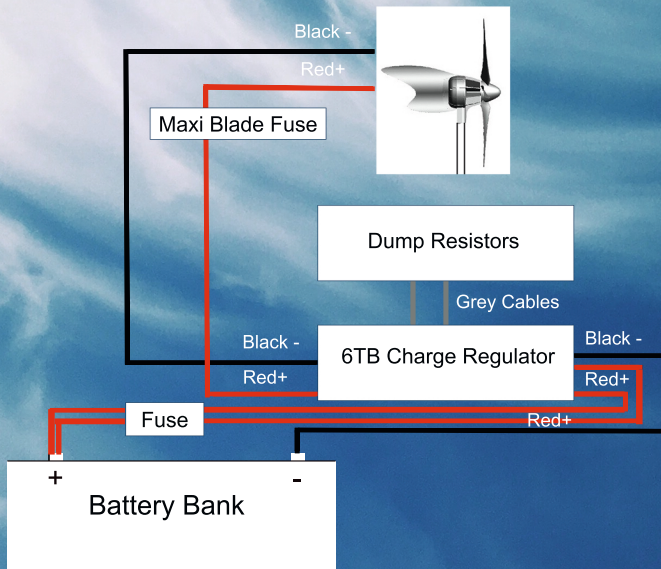 Black -
Red+
Maxi Blade Fuse
Dump Resistors
Grey Cables
Black -
6TB Charge Regulator
Black -
Red+
Red+
Fuse
Red+
+
-
Battery Bank